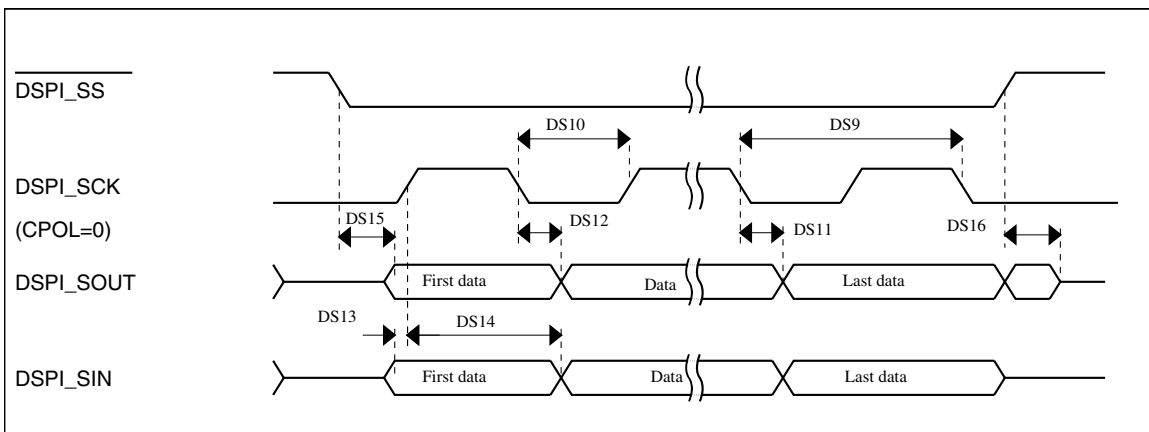 DSPI_SS
DS10
DS9
DSPI_SCK
(CPOL=0)
DS15
DS12
DS11
DS16
DSPI_SOUT
First data
Data
Last data
DS13
DS14
DSPI_SIN
First data
Data
Last data